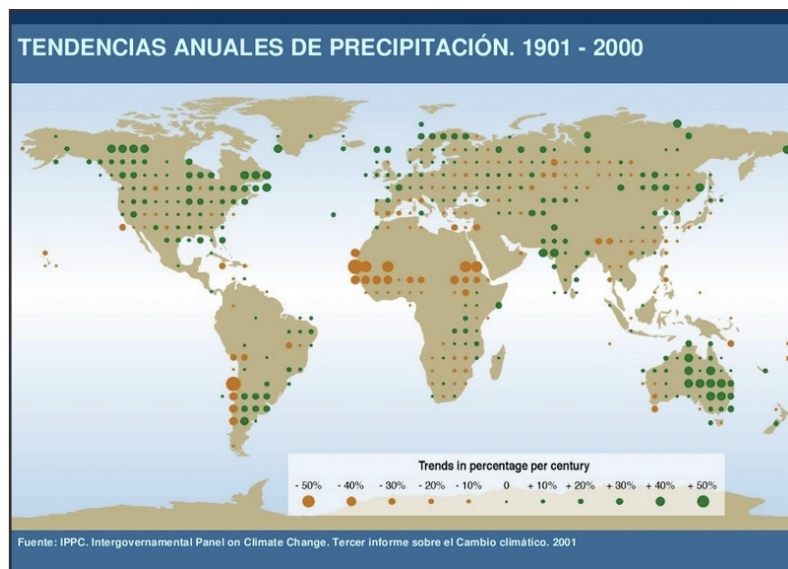 TENDENCIAS ANUALES DE PRECIPITACIÓN. 1901 - 2000
Trends in percentage per century
- 50% - 40% - 30% - 20% - 10% 0 + 10% + 20% + 30% + 40% + 50%
Fuente: IPPC. Intergovernamental Panel on Climate Change. Tercer informe sobre el Cambio climático. 2001